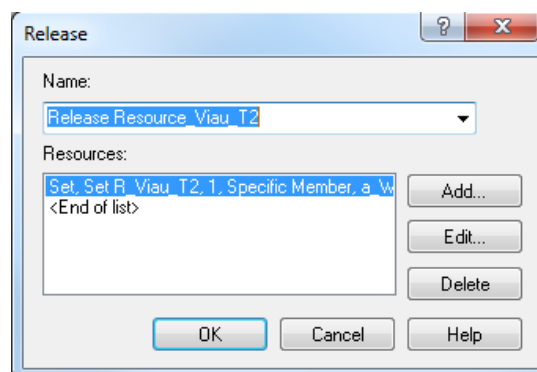 Release
Name:
Release Resource_Viau_T2
Resources:
Set, Set R_Viau_T2, 1, Specific Member, a_W
<End of list>
Add...
Edit...
Delete
OK
Cancel
Help